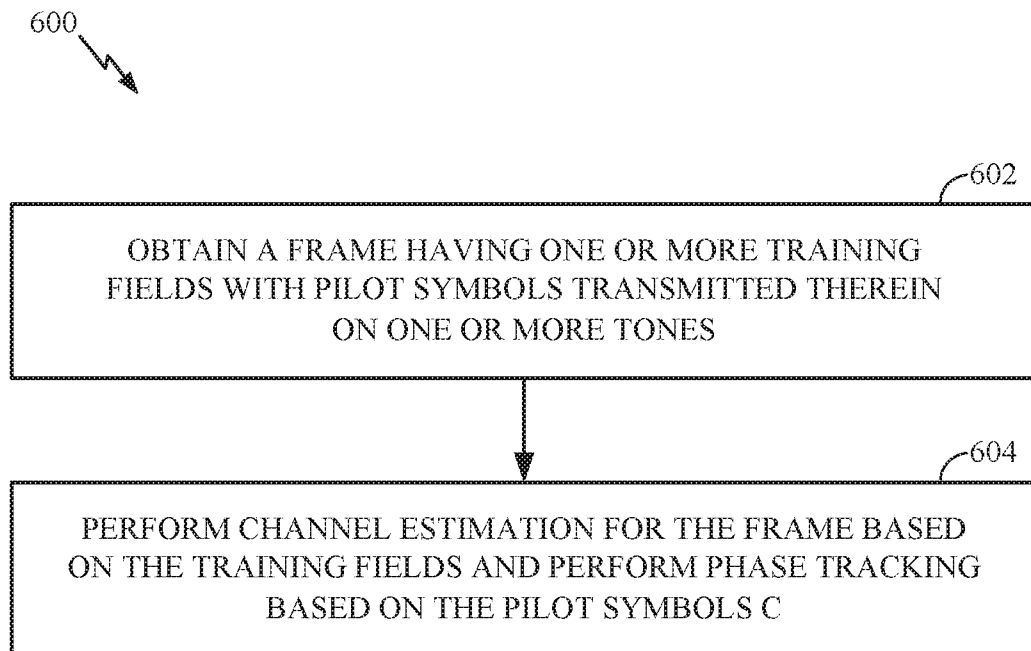 600
602
OBTAIN A FRAME HAVING ONE OR MORE TRAINING
FIELDS WITH PILOT SYMBOLS TRANSMITTED THEREIN
ON ONE OR MORE TONES
604
PERFORM CHANNEL ESTIMATION FOR THE FRAME BASED
ON THE TRAINING FIELDS AND PERFORM PHASE TRACKING
BASED ON THE PILOT SYMBOLS C